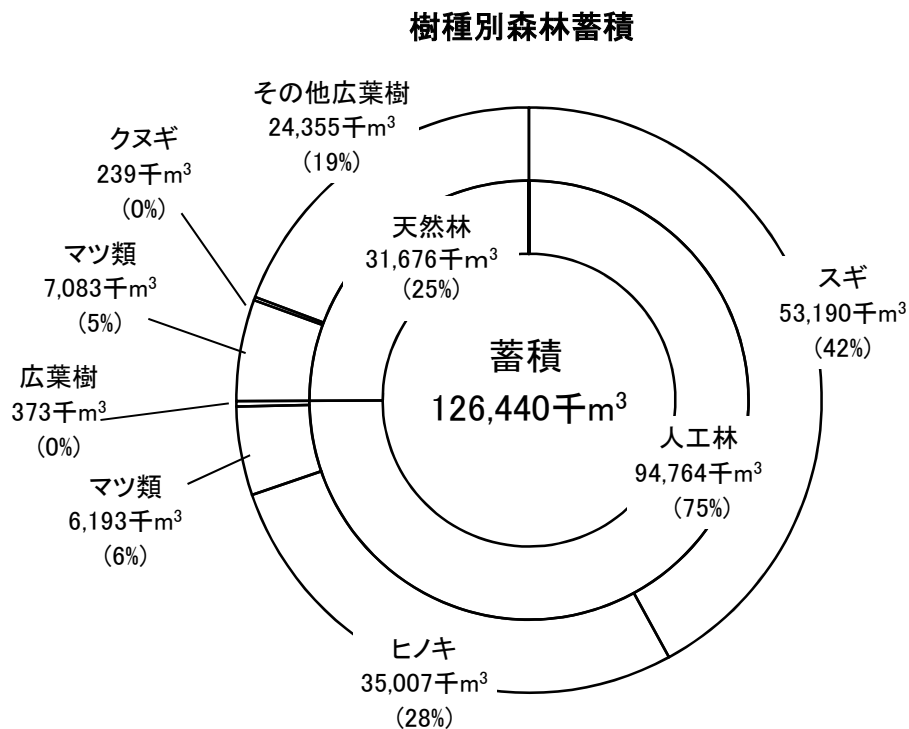 樹種別森林蓄積
その他広葉樹
24,355千m³
(19%)
クヌギ
239千m³
(0%)
マツ類
7,083千m³
(5%)
広葉樹
373千m³
(0%)
マツ類
6,193千m³
(6%)
ヒノキ
35,007千m³
(28%)
スギ
53,190千m³
(42%)
天然林
31,676千m³
(25%)
人工林
94,764千m³
(75%)
蓄積
126,440千m³